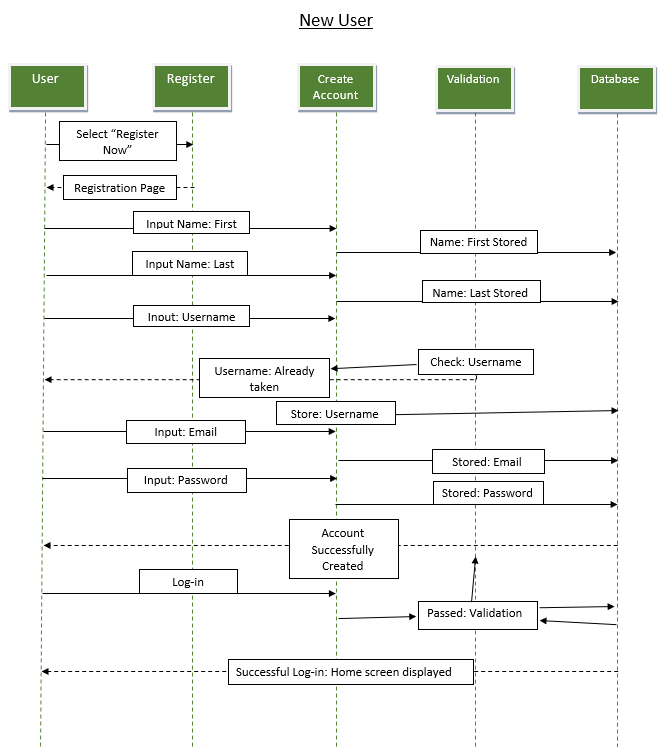 New User
User
Register
Create
Account
Validation
Database
Select “Register
Now”
Registration Page
Input Name: First
Name: First Stored
Input Name: Last
Name: Last Stored
Input: Username
Check: Username
Username: Already
taken
Store: Username
Input: Email
Stored: Email
Input: Password
Stored: Password
Account
Successfully
Created
Log-in
Passed: Validation
Successful Log-in: Home screen displayed